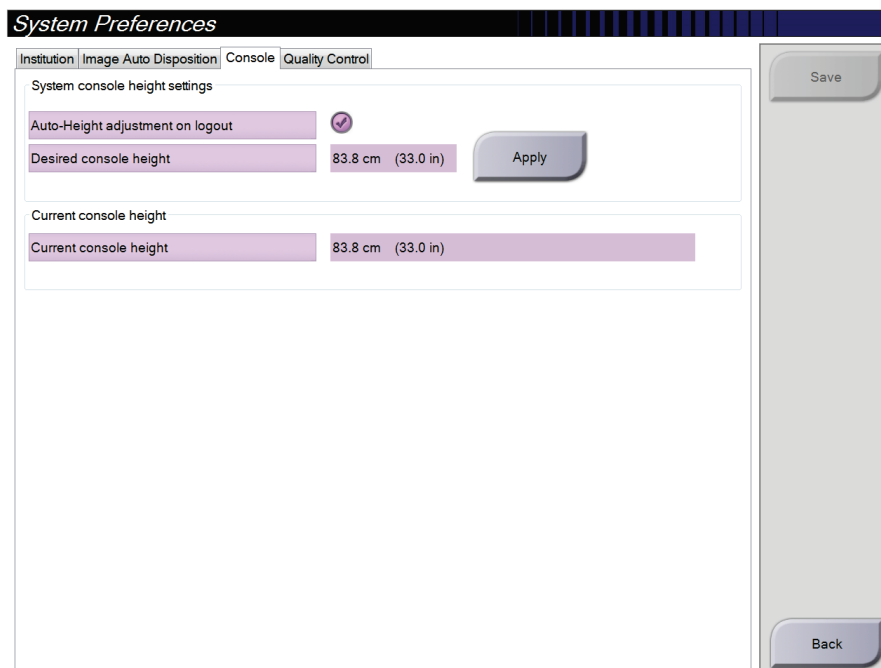 System Preferences
Institution Image Auto Disposition Console Quality Control
System console height settings
Save
Auto-Height adjustment on logout
Desired console height 83.8 cm (33.0 in) Apply
Current console height
Current console height 83.8 cm (33.0 in)
Back